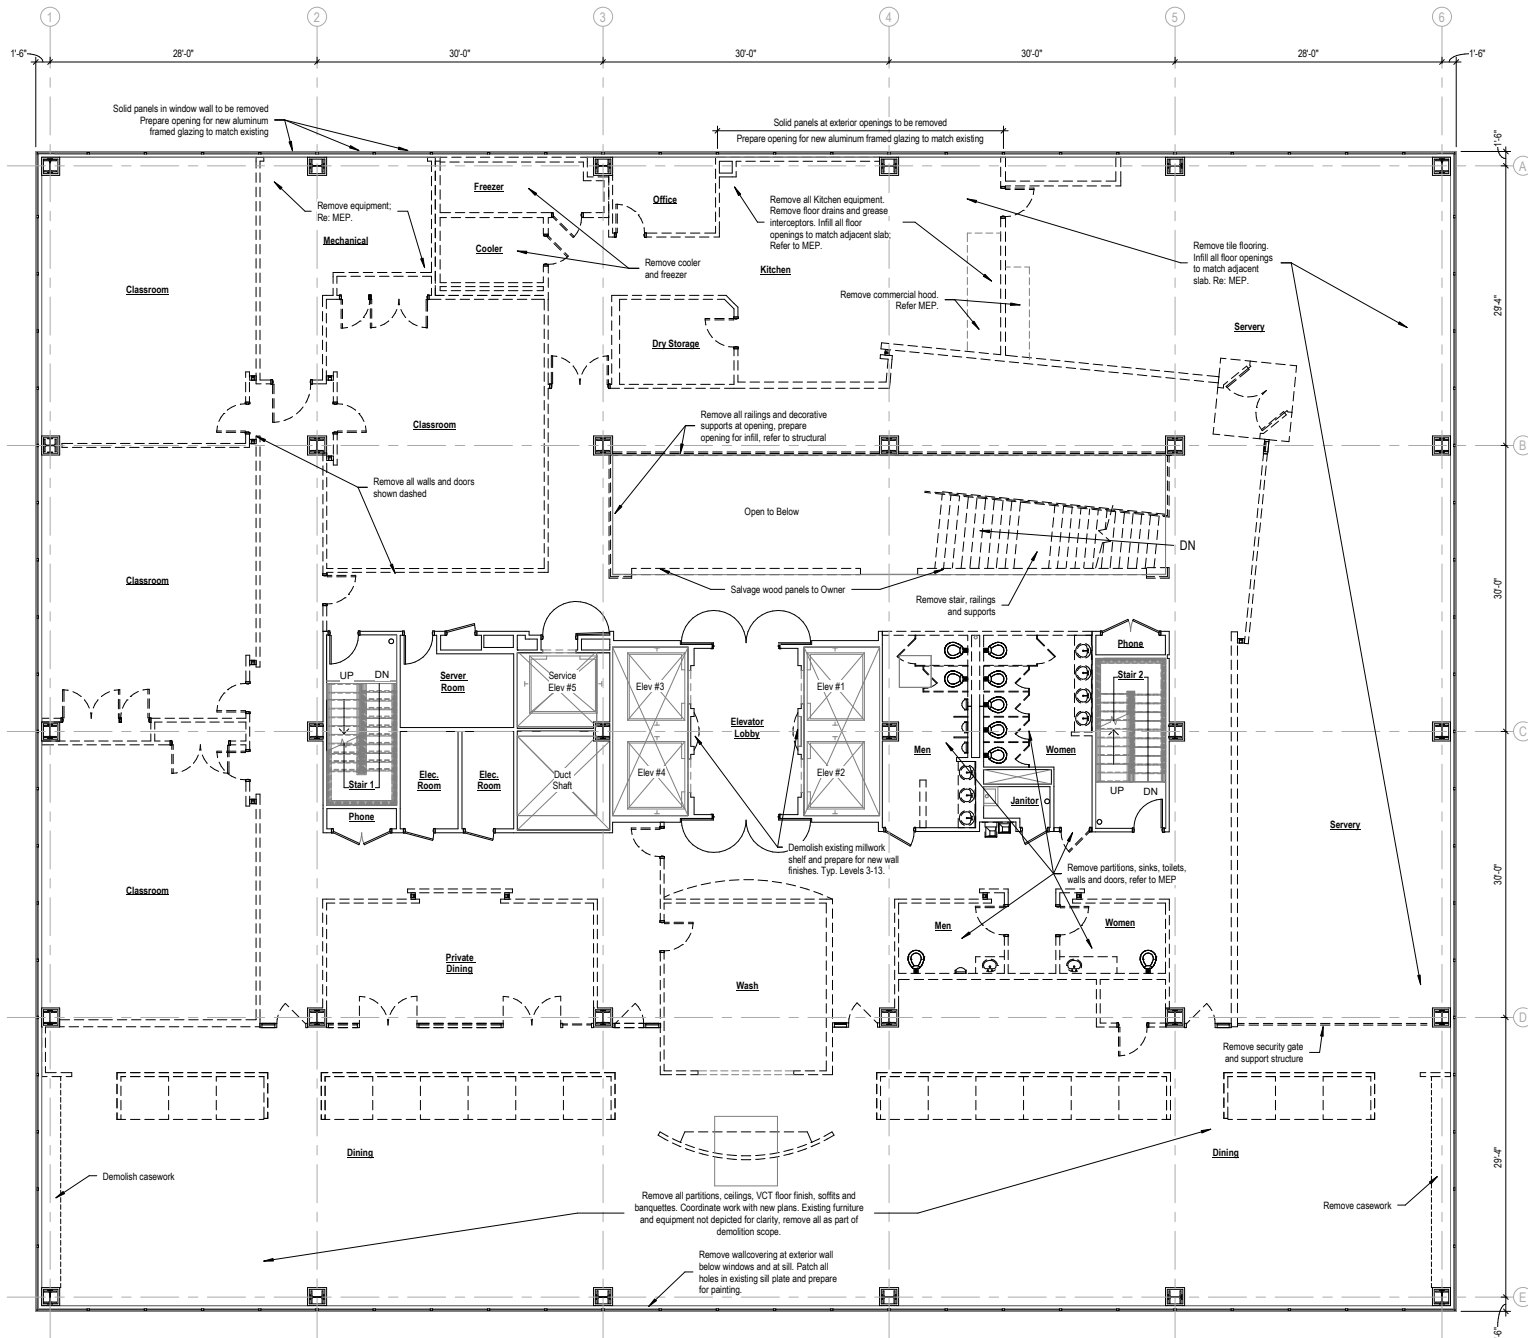 1
2
3
4
5
6
1'-6"
28'-0"
30'-0"
30'-0"
30'-0"
28'-0"
1'-6"
Solid panels in window wall to be removed
Prepare opening for new aluminum
framed glazing to match existing
Solid panels at exterior openings to be removed
Prepare opening for new aluminum framed glazing to match existing
1'-6"
A
Freezer
Office
Remove equipment;
Re: MEP.
Mechanical
Cooler
Remove cooler
and freezer
Remove all Kitchen equipment.
Remove floor drains and grease
interceptors. Infill all floor
openings to match adjacent slab;
Refer to MEP.
Kitchen
Remove tile flooring.
Infill all floor openings
to match adjacent
slab. Re: MEP.
Classroom
Remove commercial hood.
Refer MEP.
29'-4"
Servery
Dry Storage
Classroom
Remove all railings and decorative
supports at opening, prepare
opening for infill, refer to structural
B
Remove all walls and doors
shown dashed
Open to Below
DN
Classroom
Salvage wood panels to Owner
Remove stair, railings
and supports
30'-0"
Phone
UP
DN
Server
Room
Service
Elev #5
Elev #3
Elev #1
Stair 2
Elevator
Lobby
C
Men
Women
Elec.
Room
Elec.
Room
Duct
Shaft
Elev #4
Elev #2
Stair 1
UP
DN
Janitor
Phone
Servery
Demolish existing millwork
shelf and prepare for new wall
finishes. Typ. Levels 3-13.
Remove partitions, sinks, toilets,
walls and doors, refer to MEP
30'-0"
Classroom
Men
Women
Private
Dining
Wash
D
Remove security gate
and support structure
Dining
Dining
29'-4"
Demolish casework
Remove casework
Remove all partitions, ceilings, VCT floor finish, soffits and
banquettes. Coordinate work with new plans. Existing furniture
and equipment not depicted for clarity, remove all as part of
demolition scope.
Remove wallcovering at exterior wall
below windows and at sill. Patch all
holes in existing sill plate and prepare
for painting.
E